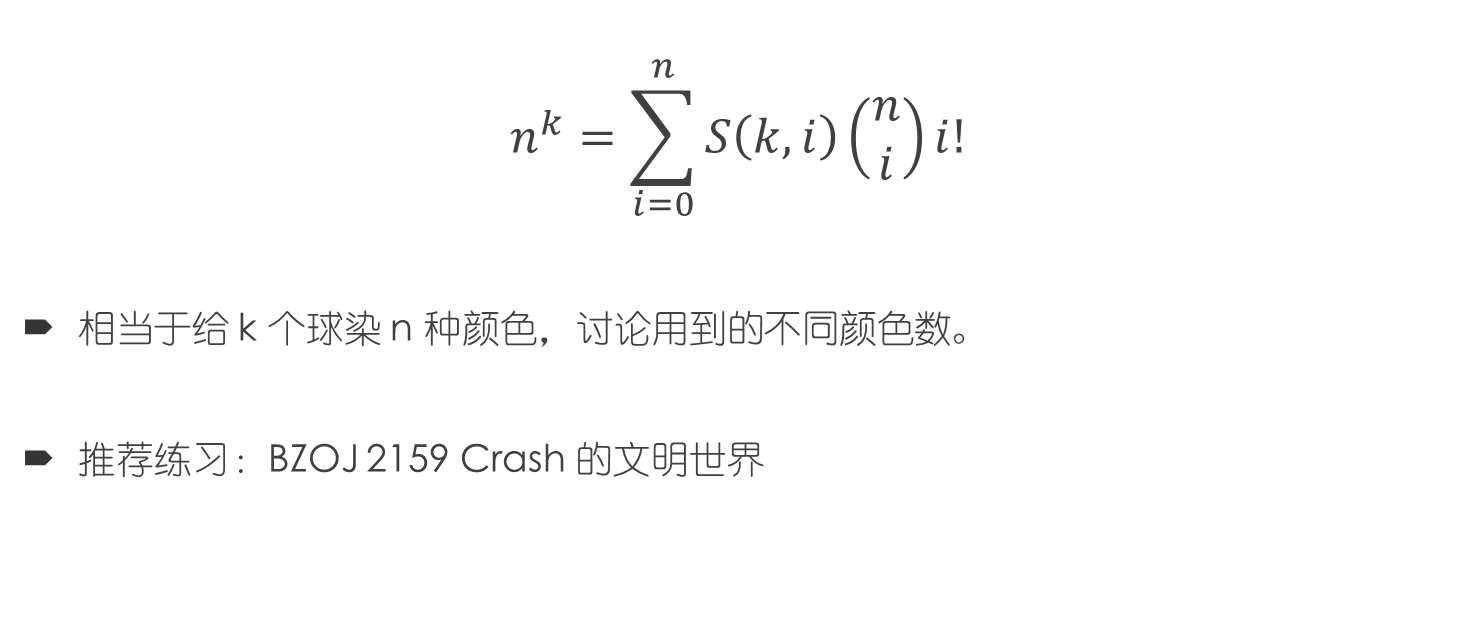 n^k = \sum_{i=0}^{n} S(k, i) \binom{n}{i} i!
相当于给 k 个球染 n 种颜色，讨论用到的不同颜色数。
推荐练习：BZOJ 2159 Crash 的文明世界